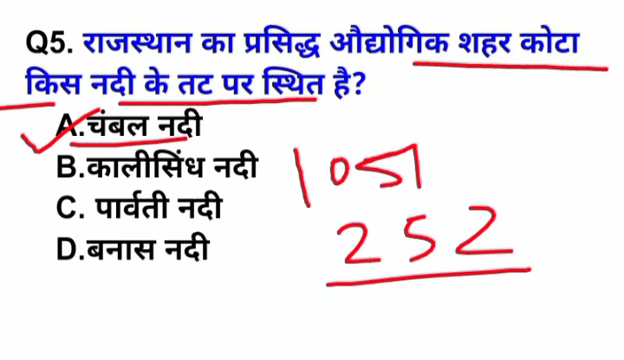 Q5. राजस्थान का प्रसिद्ध औद्योगिक शहर कोटा
किस नदी के तट पर स्थित है?
A.चंबल नदी
B.कालीसिंध नदी
C. पार्वती नदी
D.बनास नदी
1051
252